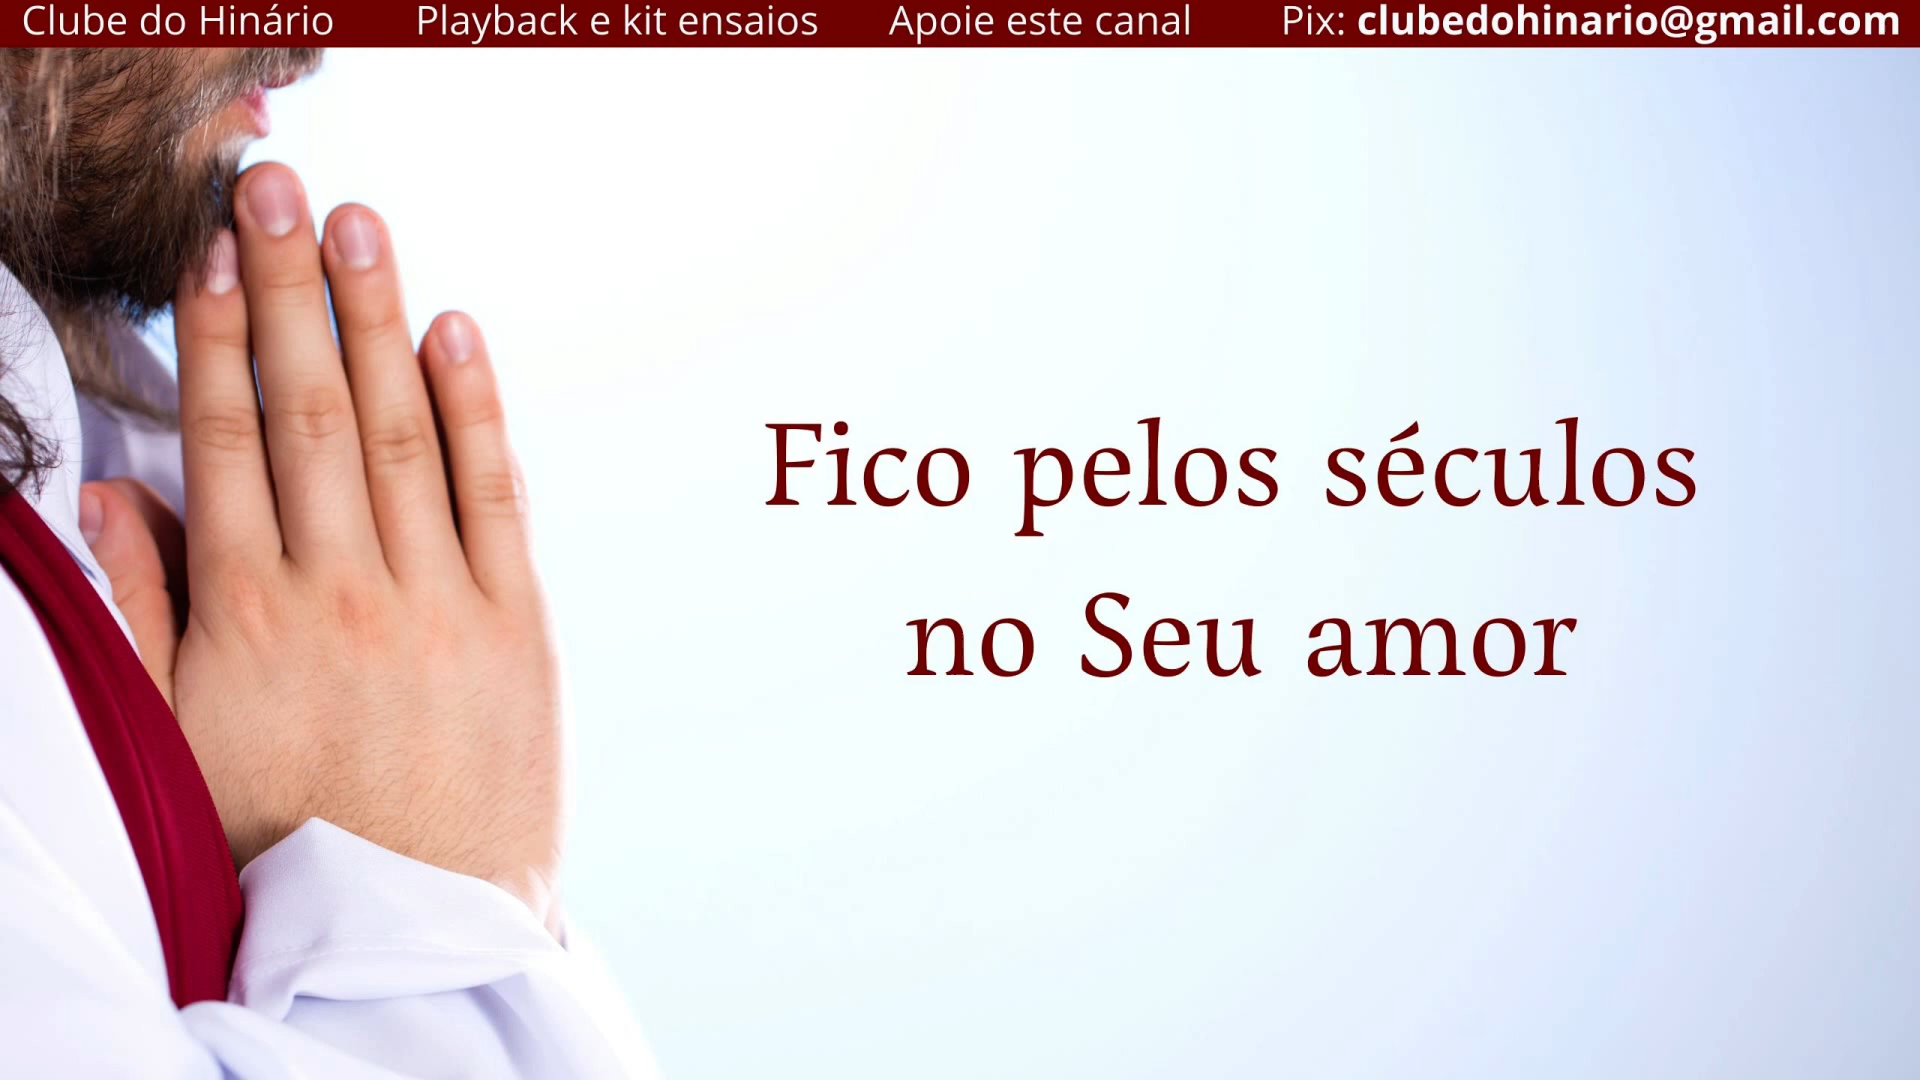 Clube do Hinário Playback e kit ensaios Apoie este canal Pix: clubedohinario@gmail.com
Fico pelos séculos
no Seu amor